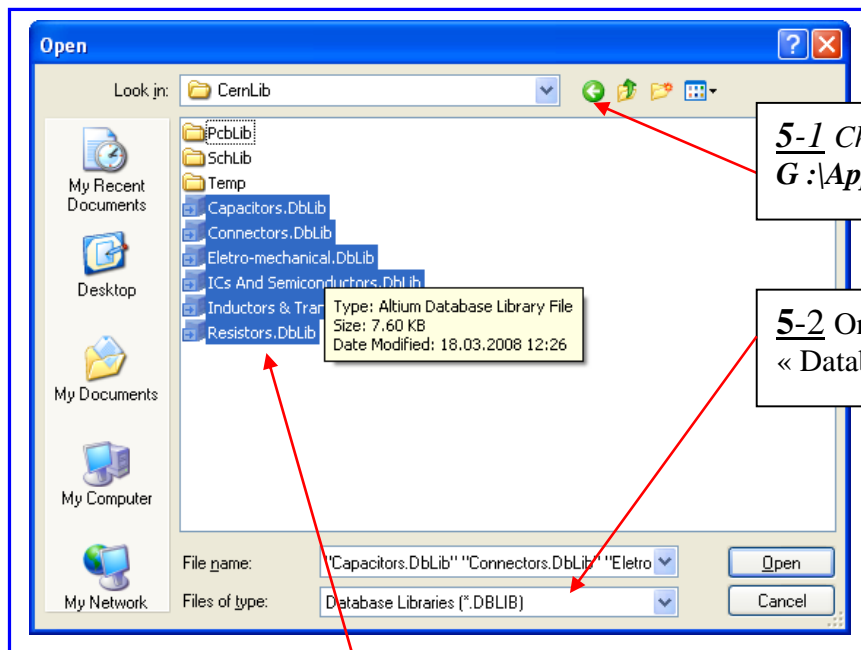 Open
Look in: CernLib
PcbLib
SchLib
Temp
Capacitors.DbLib
Connectors.DbLib
Eletro-mechanical.DbLib
ICs And Semiconductors.DbLib
Inductors & Tran
Resistors.DbLib
Type: Altium Database Library File
Size: 7.60 KB
Date Modified: 18.03.2008 12:26
My Recent
Documents
Desktop
My Documents
My Computer
My Network
File name: "Capacitors.DbLib" "Connectors.DbLib" "Eletro
Open
Files of type: Database Libraries (*.DBLIB)
Cancel
5-1 Ch
G :\Ap
5-2 Or
« Datab